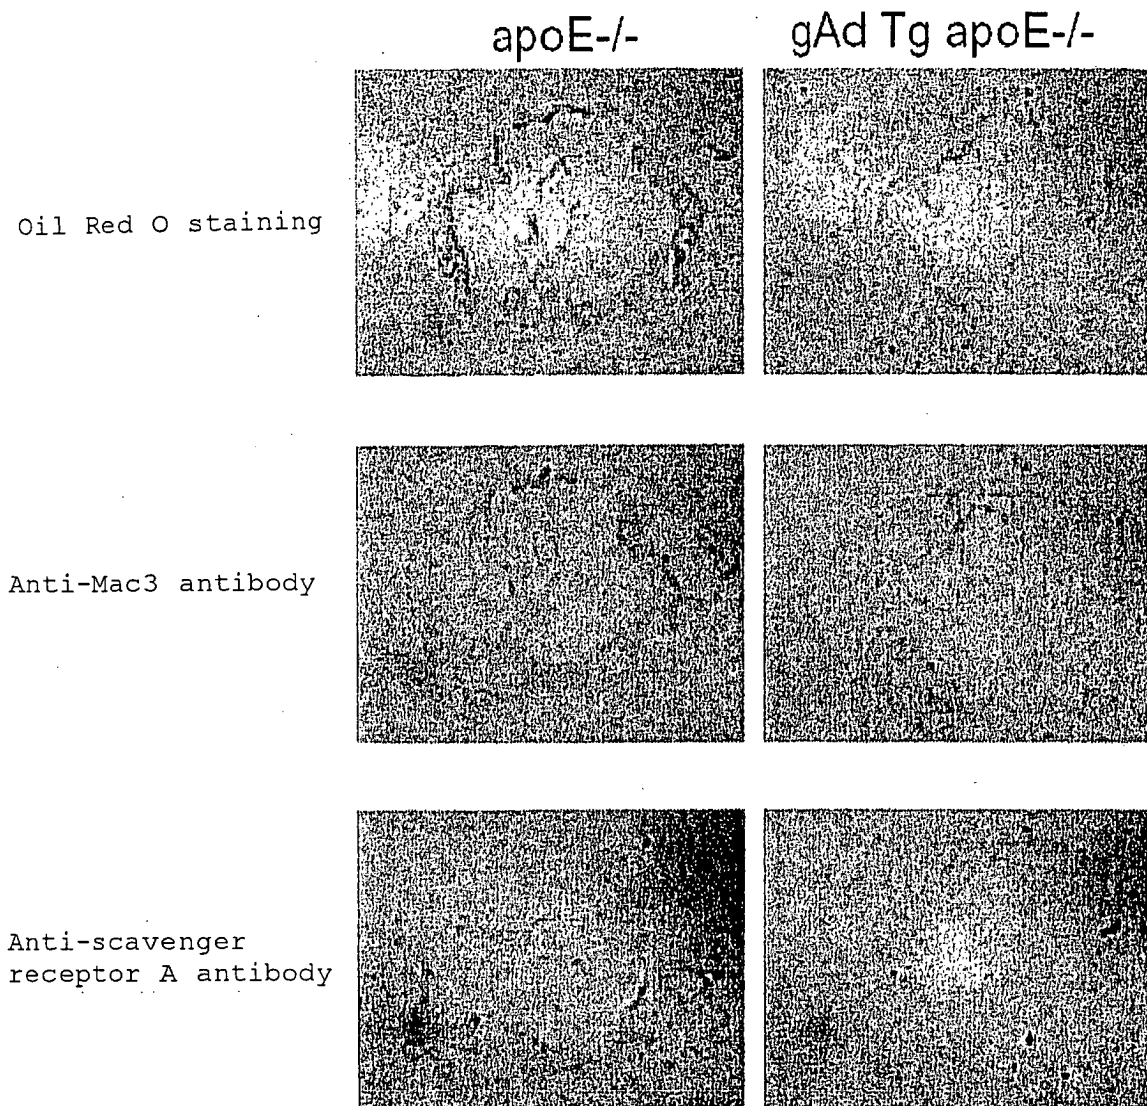 apoE-/- gAd Tg apoE-/-
Oil Red O staining
Anti-Mac3 antibody
Anti-scavenger
receptor A antibody